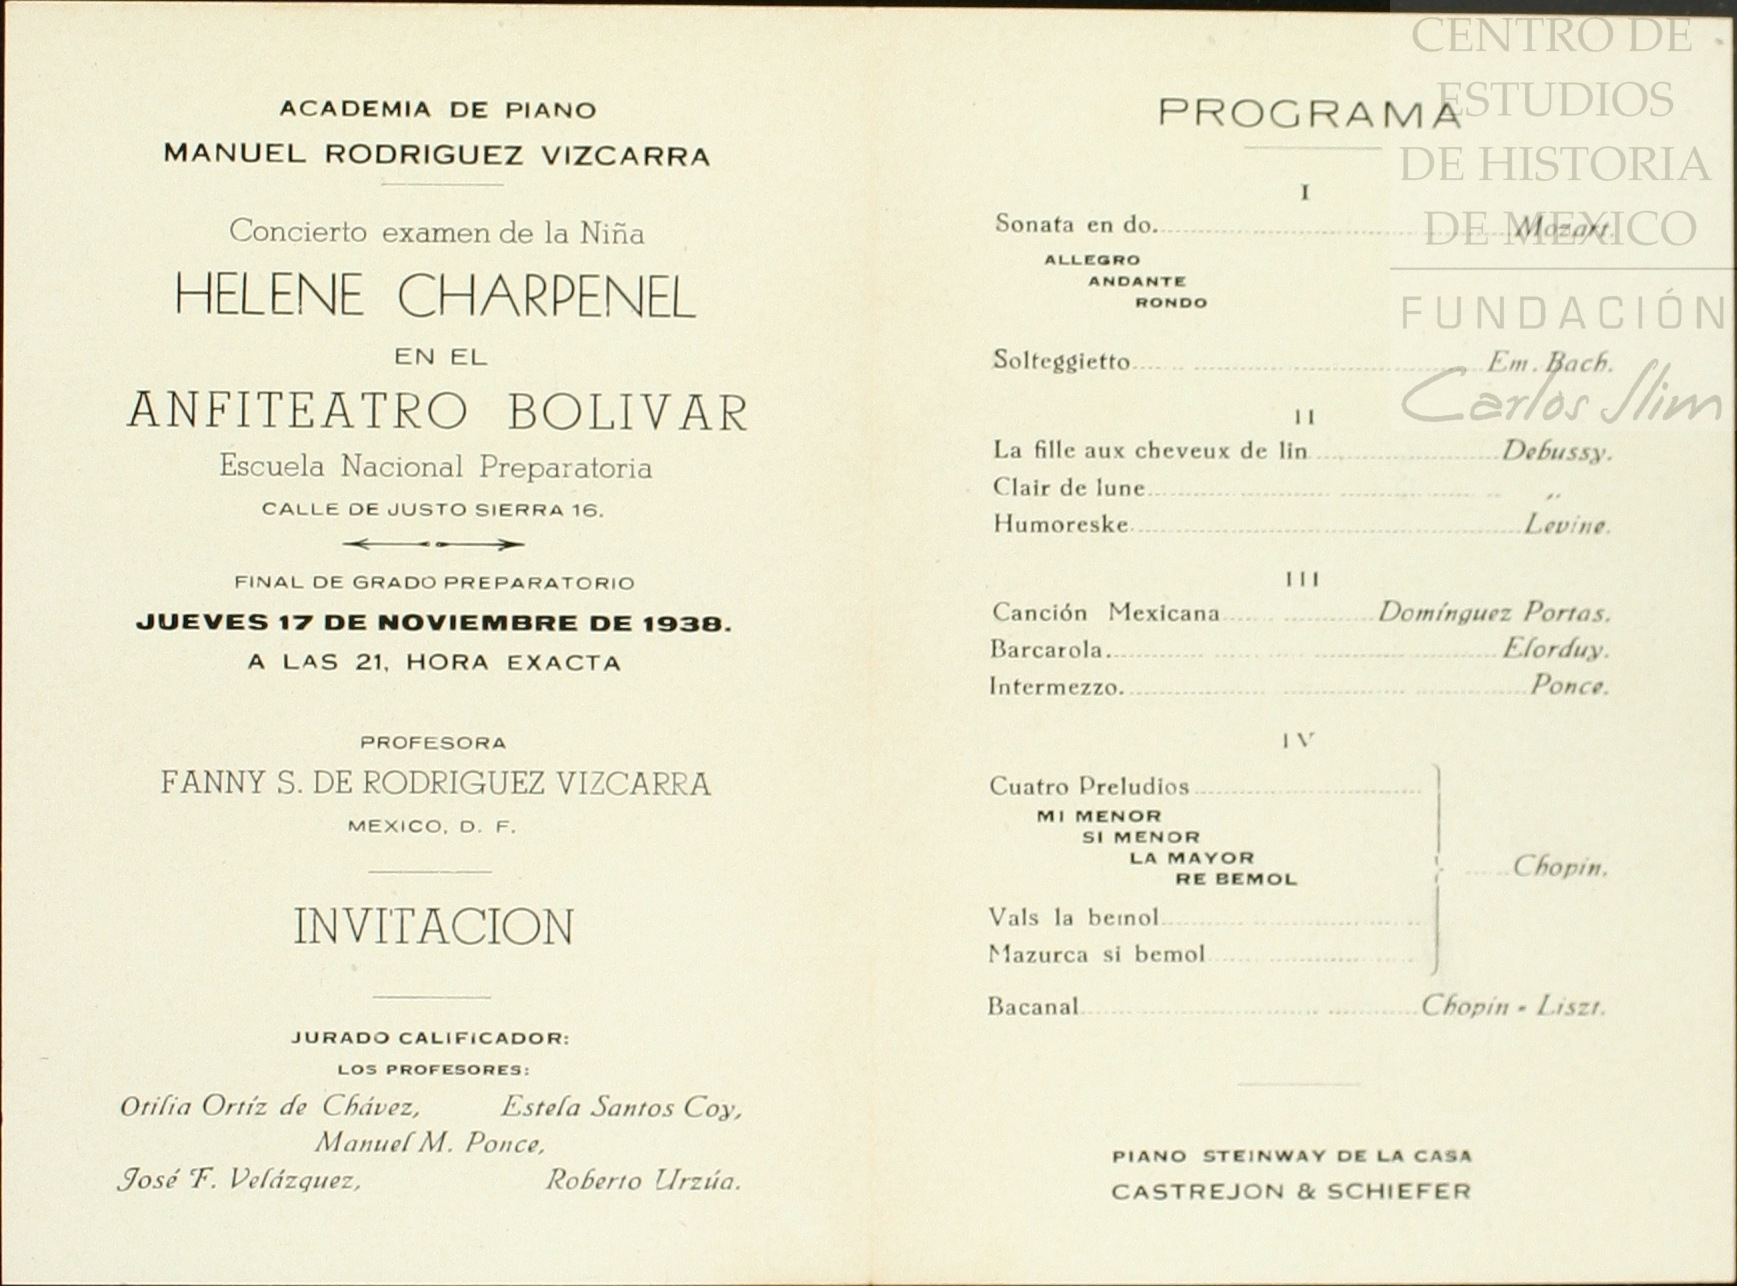 ACADEMIA DE PIANO
MANUEL RODRIGUEZ VIZCARRA
Concierto examen de la Niña
HELENE CHARPENEL
EN EL
ANFITEATRO BOLIVAR
Escuela Nacional Preparatoria
CALLE DE JUSTO SIERRA 16.
FINAL DE GRADO PREPARATORIO
JUEVES 17 DE NOVIEMBRE DE 1938.
A LAS 21, HORA EXACTA
PROFESORA
FANNY S. DE RODRIGUEZ VIZCARRA
MEXICO, D. F.
INVITACION
JURADO CALIFICADOR:
LOS PROFESORES:
Otilia Ortíz de Chávez, Estela Santos Coy,
Manuel M. Ponce,
José F. Velázquez, Roberto Urzúa.
PROGRAMA
I
Sonata en do. Mozart.
ALLEGRO
ANDANTE
RONDO
Solteggietto Em. Bach.
II
La fille aux cheveux de lin Debussy.
Clair de lune ,,
Humoreske Levine.
III
Canción Mexicana Domínguez Portas.
Barcarola. Elorduy.
Intermezzo. Ponce.
IV
Cuatro Preludios
MI MENOR
SI MENOR
LA MAYOR
RE BEMOL
Chopin.
Vals la bemol
Mazurca si bemol
Bacanal Chopin - Liszt.
PIANO STEINWAY DE LA CASA
CASTREJON & SCHIEFER
CENTRO DE
ESTUDIOS
DE HISTORIA
DE MEXICO
FUNDACIÓN
Carlos Slim